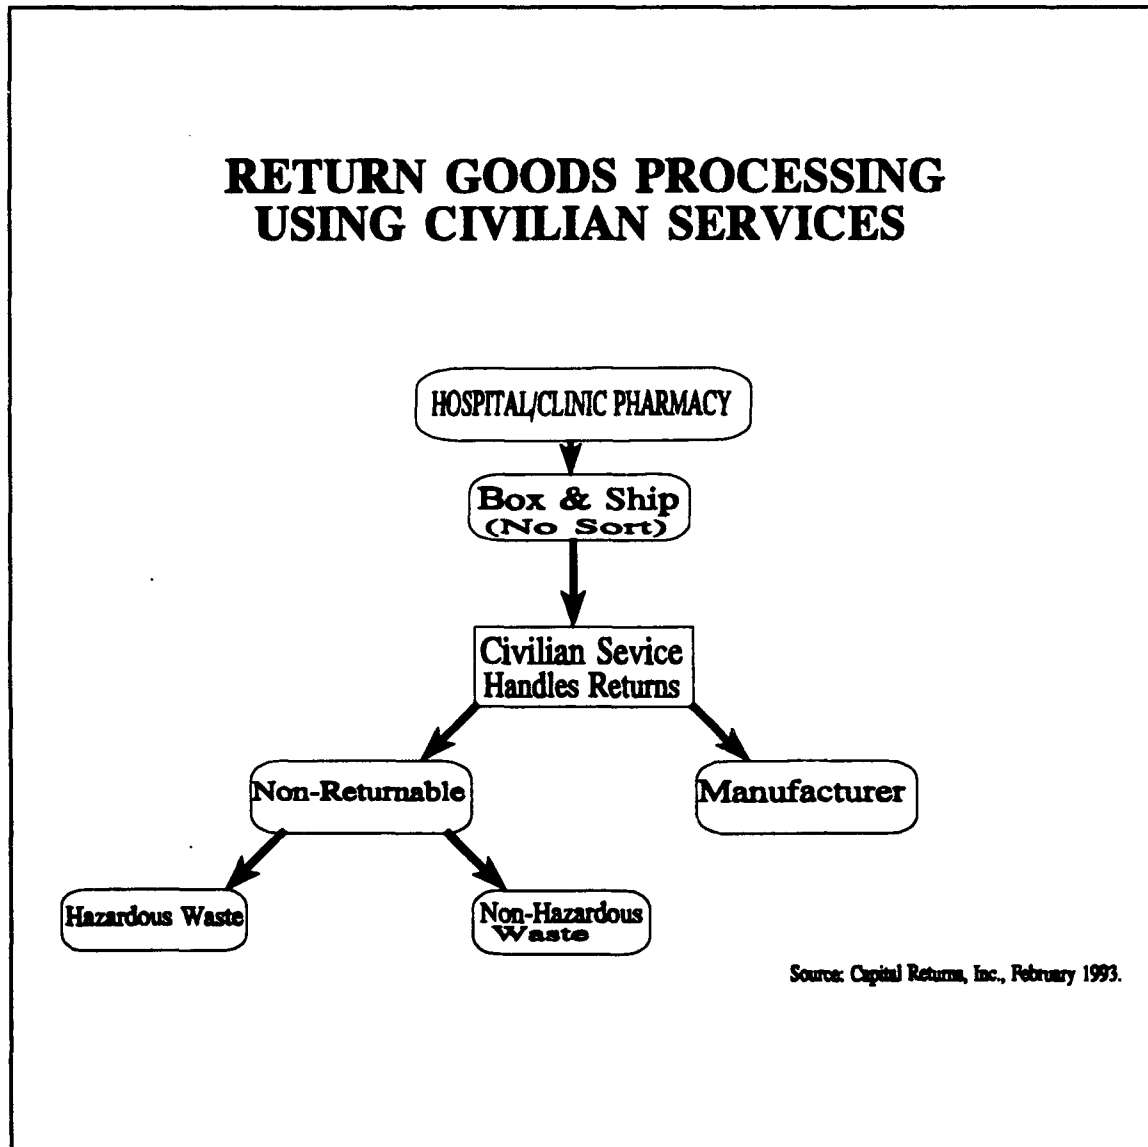 RETURN GOODS PROCESSING
USING CIVILIAN SERVICES
HOSPITAL/CLINIC PHARMACY
Box & Ship
(No Sort)
Civilian Sevice
Handles Returns
Non-Returnable
Manufacturer
Hazardous Waste
Non-Hazardous
Waste
Source: Capital Returns, Inc., February 1993.